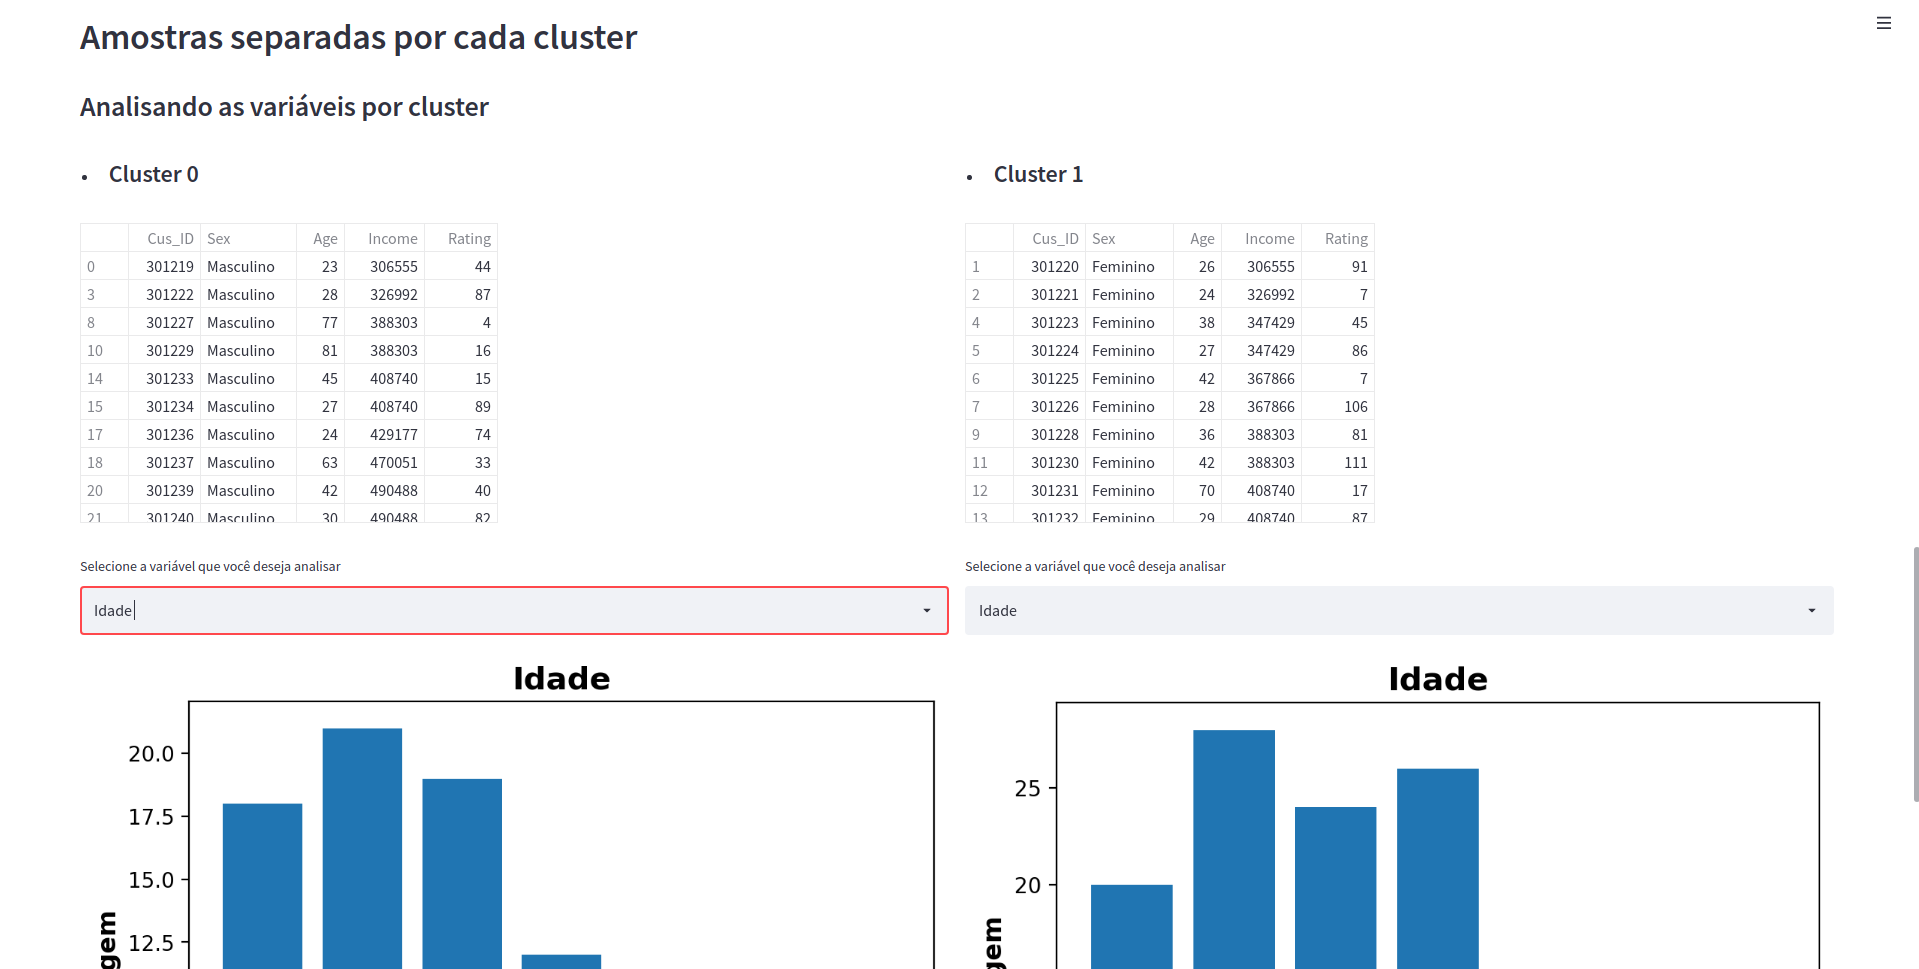 Amostras separadas por cada cluster
Analisando as variáveis por cluster
• Cluster 0
Cus_ID Sex Age Income Rating
0 301219 Masculino 23 306555 44
3 301222 Masculino 28 326992 87
8 301227 Masculino 77 388303 4
10 301229 Masculino 81 388303 16
14 301233 Masculino 45 408740 15
15 301234 Masculino 27 408740 89
17 301236 Masculino 24 429177 74
18 301237 Masculino 63 470051 33
20 301239 Masculino 42 490488 40
21 301240 Masculino 30 490488 82
Selecione a variável que você deseja analisar
Idade
Idade
20.0
17.5
15.0
12.5
• Cluster 1
Cus_ID Sex Age Income Rating
1 301220 Feminino 26 306555 91
2 301221 Feminino 24 326992 7
4 301223 Feminino 38 347429 45
5 301224 Feminino 27 347429 86
6 301225 Feminino 42 367866 7
7 301226 Feminino 28 367866 106
9 301228 Feminino 36 388303 81
11 301230 Feminino 42 388303 111
12 301231 Feminino 70 408740 17
13 301232 Feminino 29 408740 87
Selecione a variável que você deseja analisar
Idade
Idade
25
20